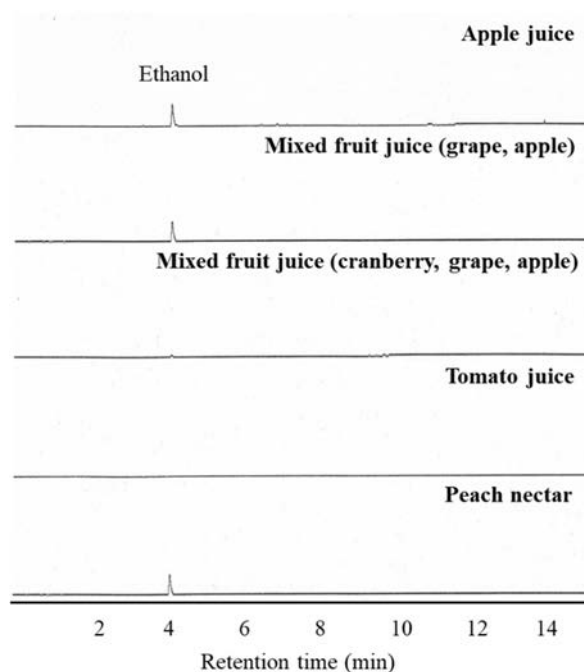 Apple juice
Ethanol
Mixed fruit juice (grape, apple)
Mixed fruit juice (cranberry, grape, apple)
Tomato juice
Peach nectar
2 4 6 8 10 12 14
Retention time (min)